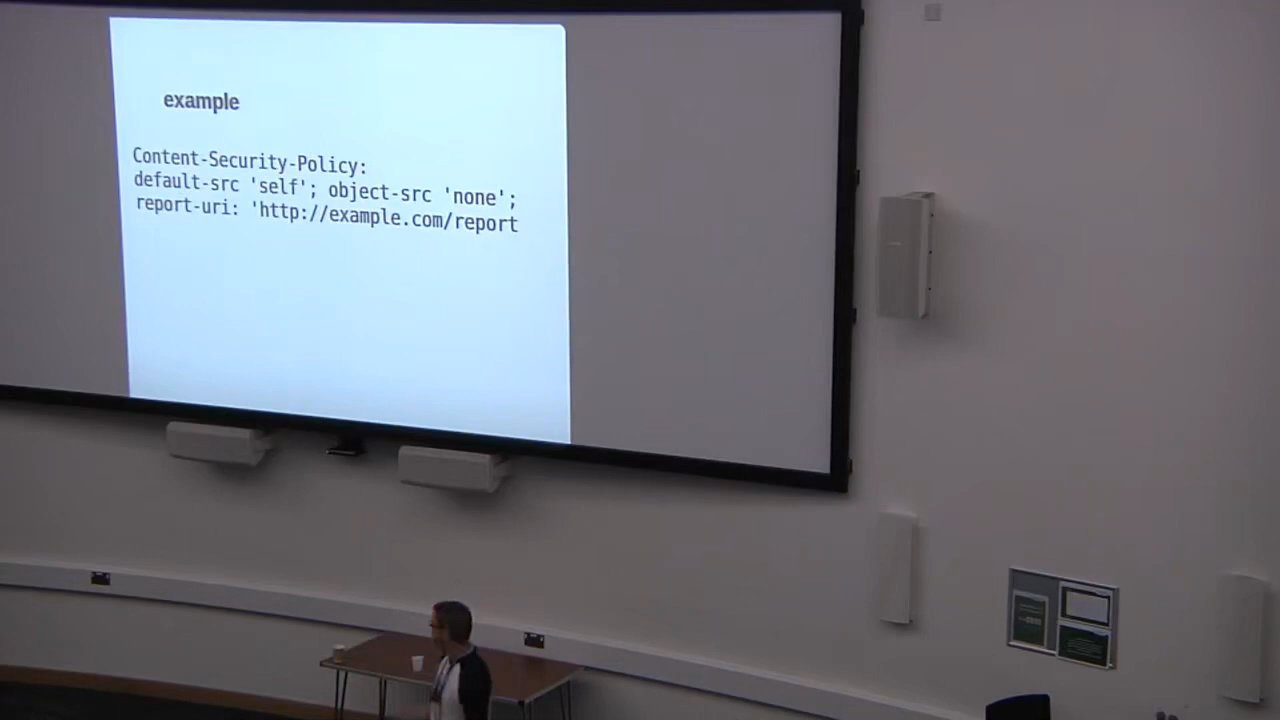 example
Content-Security-Policy:
default-src 'self'; object-src 'none';
report-uri: 'http://example.com/report